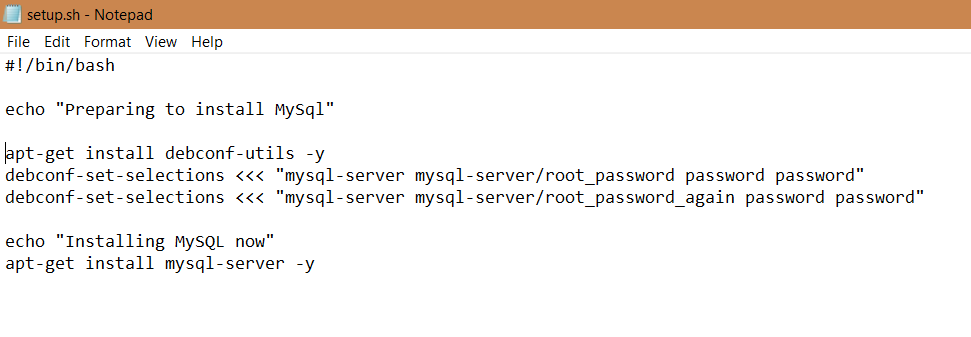 setup.sh - Notepad
File Edit Format View Help
#!/bin/bash
echo "Preparing to install MySql"
apt-get install debconf-utils -y
debconf-set-selections <<< "mysql-server mysql-server/root_password password password"
debconf-set-selections <<< "mysql-server mysql-server/root_password_again password password"
echo "Installing MySQL now"
apt-get install mysql-server -y